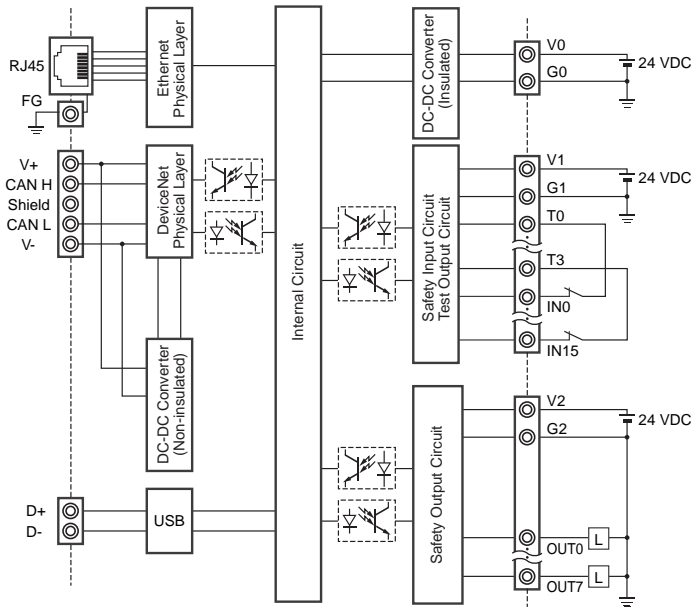 RJ45
FG
Ethernet
Physical Layer
V+
CAN H
Shield
CAN L
V-
DeviceNet
Physical Layer
DC-DC Converter
(Non-insulated)
D+
D-
USB
Internal Circuit
DC-DC Converter
(Insulated)
V0
G0
24 VDC
Safety Input Circuit
Test Output Circuit
V1
G1
T0
T3
IN0
IN15
24 VDC
Safety Output Circuit
V2
G2
24 VDC
OUT0
L
OUT7
L